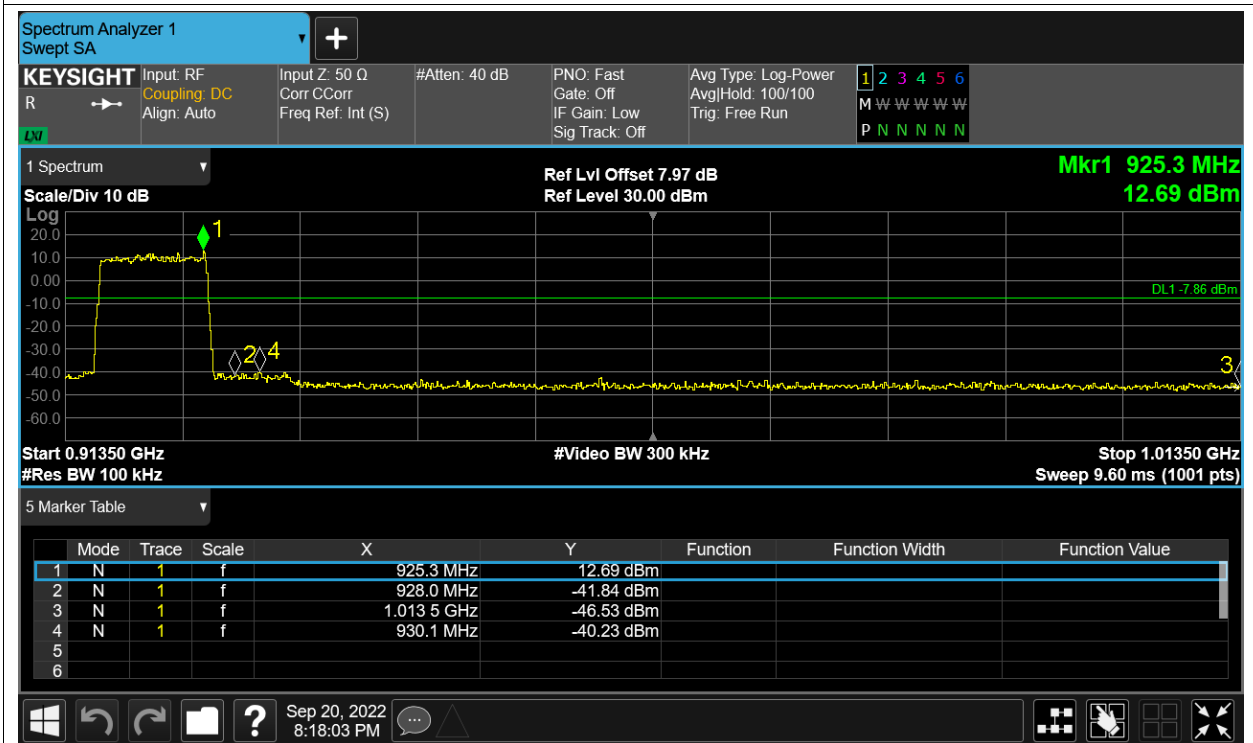 Spectrum Analyzer 1
Swept SA
+
KEYSIGHT Input: RF Input Z: 50 Ω #Atten: 40 dB PNO: Fast Avg Type: Log-Power 1 2 3 4 5 6
R Coupling: DC Corr CCorr Gate: Off Avg|Hold: 100/100 M W W W W W
Align: Auto Freq Ref: Int (S) IF Gain: Low Trig: Free Run
LXI Sig Track: Off P N N N N N
1 Spectrum Ref Lvl Offset 7.97 dB Mkr1 925.3 MHz
Scale/Div 10 dB Ref Level 30.00 dBm 12.69 dBm
Log
1
20.0
10.0
0.00
DL1 -7.86 dBm
-10.0
-20.0
-30.0
2 4
3
-40.0
-50.0
-60.0
Start 0.91350 GHz #Video BW 300 kHz Stop 1.01350 GHz
#Res BW 100 kHz Sweep 9.60 ms (1001 pts)
5 Marker Table
Mode Trace Scale X Y Function Function Width Function Value
1 N 1 f 925.3 MHz 12.69 dBm
2 N 1 f 928.0 MHz -41.84 dBm
3 N 1 f 1.013 5 GHz -46.53 dBm
4 N 1 f 930.1 MHz -40.23 dBm
5
6
? Sep 20, 2022
8:18:03 PM